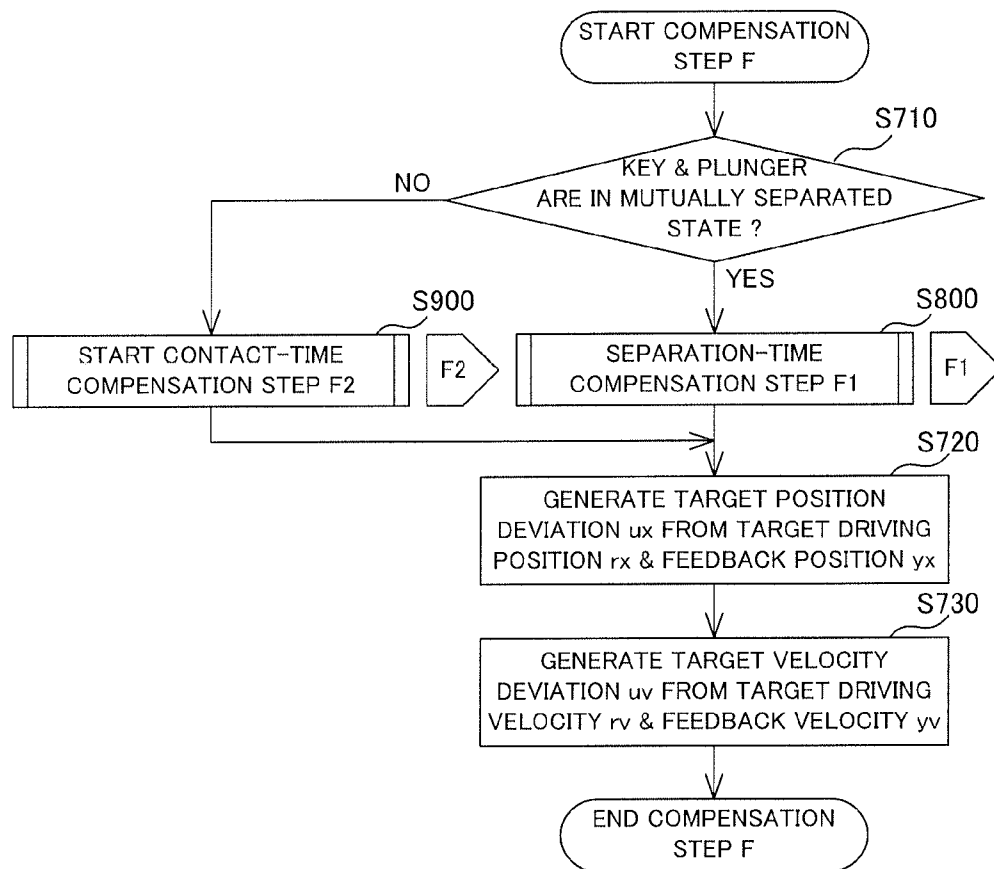 START COMPENSATION
STEP F
S710
KEY & PLUNGER
ARE IN MUTUALLY SEPARATED
STATE ?
NO
YES
S900
START CONTACT-TIME
COMPENSATION STEP F2
F2
S800
SEPARATION-TIME
COMPENSATION STEP F1
F1
S720
GENERATE TARGET POSITION
DEVIATION ux FROM TARGET DRIVING
POSITION rx & FEEDBACK POSITION yx
S730
GENERATE TARGET VELOCITY
DEVIATION uv FROM TARGET DRIVING
VELOCITY rv & FEEDBACK VELOCITY yv
END COMPENSATION
STEP F